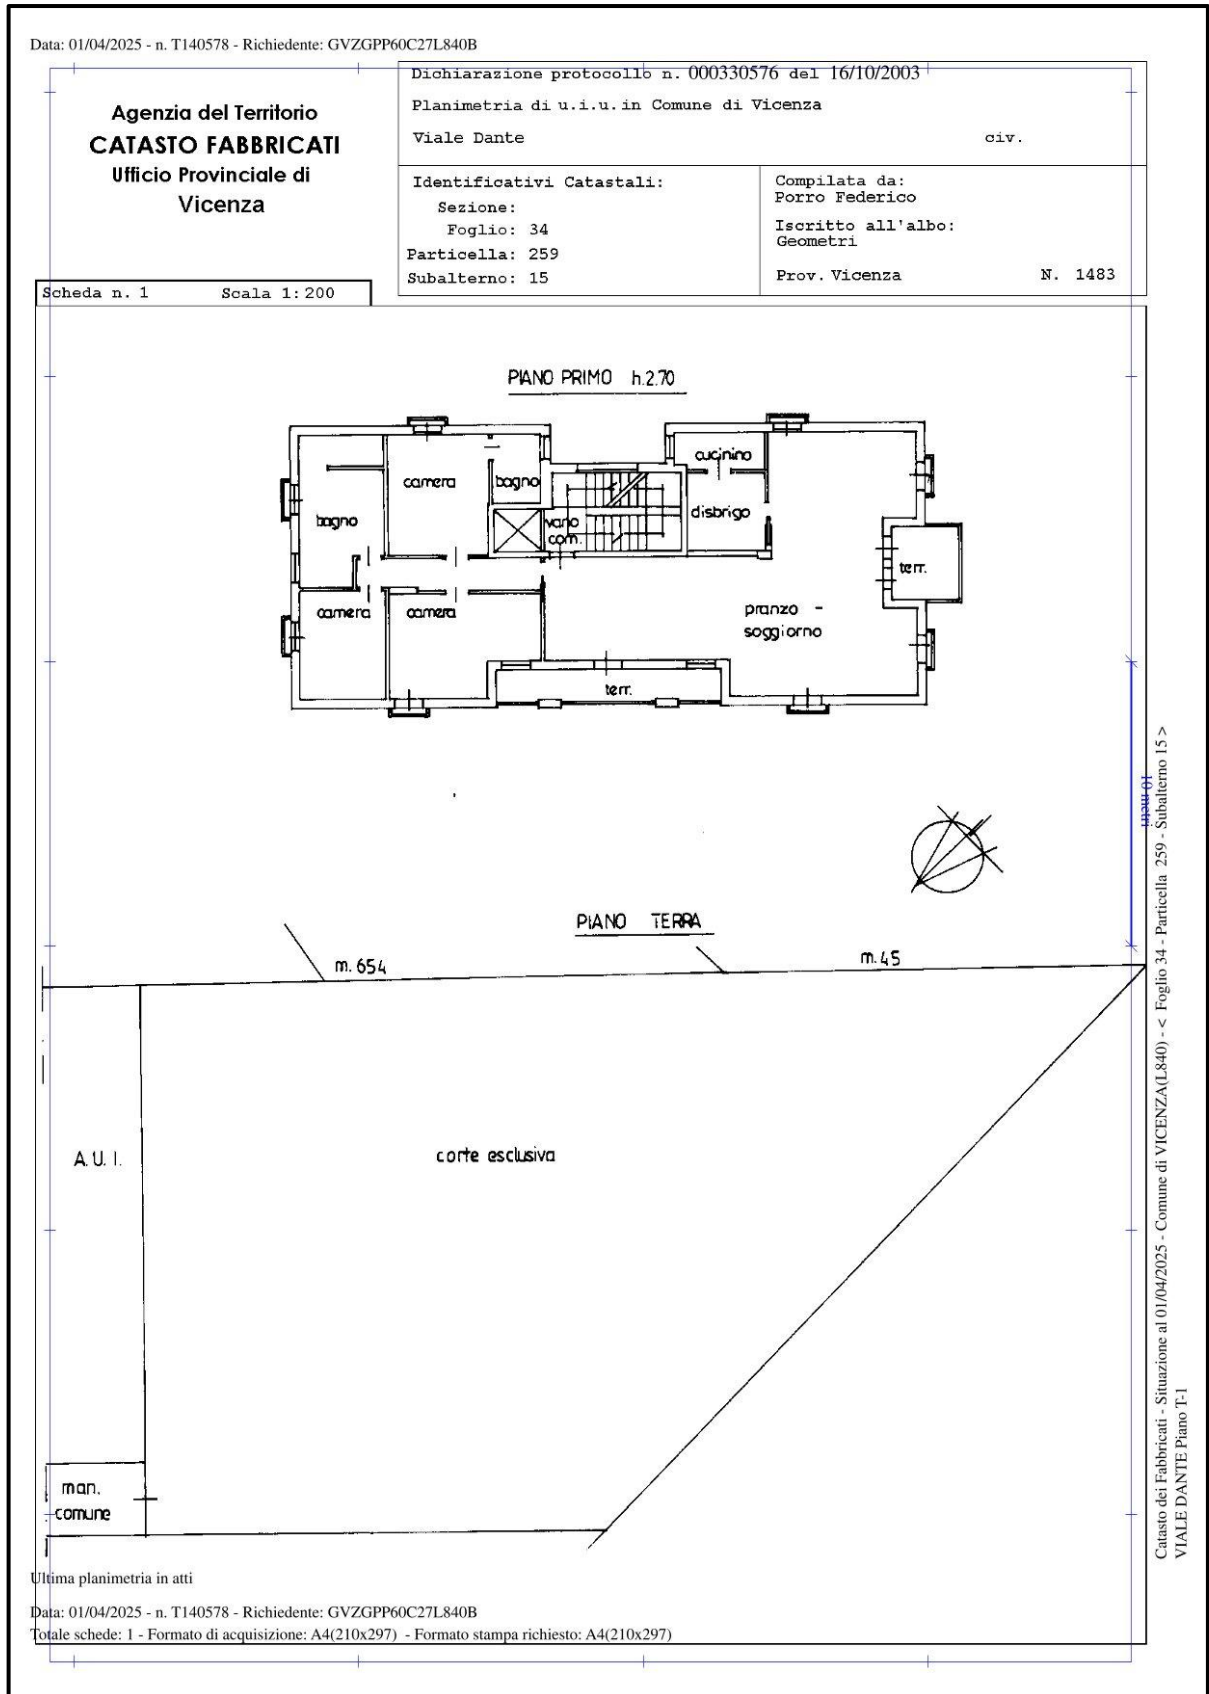 Data: 01/04/2025 - n. T140578 - Richiedente: GVZGPP60C27L840B
Agenzia del Territorio
CATASTO FABBRICATI
Ufficio Provinciale di
Vicenza
Dichiarazione protocollo n. 000330576 del 16/10/2003
Planimetria di u.i.u. in Comune di Vicenza
Viale Dante civ.
Identificativi Catastali:
Sezione:
Foglio: 34
Particella: 259
Subalterno: 15
Compilata da:
Porro Federico
Iscritto all'albo:
Geometri
Prov. Vicenza N. 1483
Scheda n. 1 Scala 1:200
PIANO PRIMO h.2.70
cucinino
camera
bagno
disbrigo
bagno
vano
com.
terr.
camera
camera
pranzo -
soggiorno
terr.
10 metri
PIANO TERRA
m. 654
m. 45
A.U.I.
corte esclusiva
man.
comune
Catasto dei Fabbricati - Situazione al 01/04/2025 - Comune di VICENZA(L840) - < Foglio 34 - Particella 259 - Subalterno 15 >
VIALE DANTE Piano T-1
Ultima planimetria in atti
Data: 01/04/2025 - n. T140578 - Richiedente: GVZGPP60C27L840B
Totale schede: 1 - Formato di acquisizione: A4(210x297) - Formato stampa richiesto: A4(210x297)